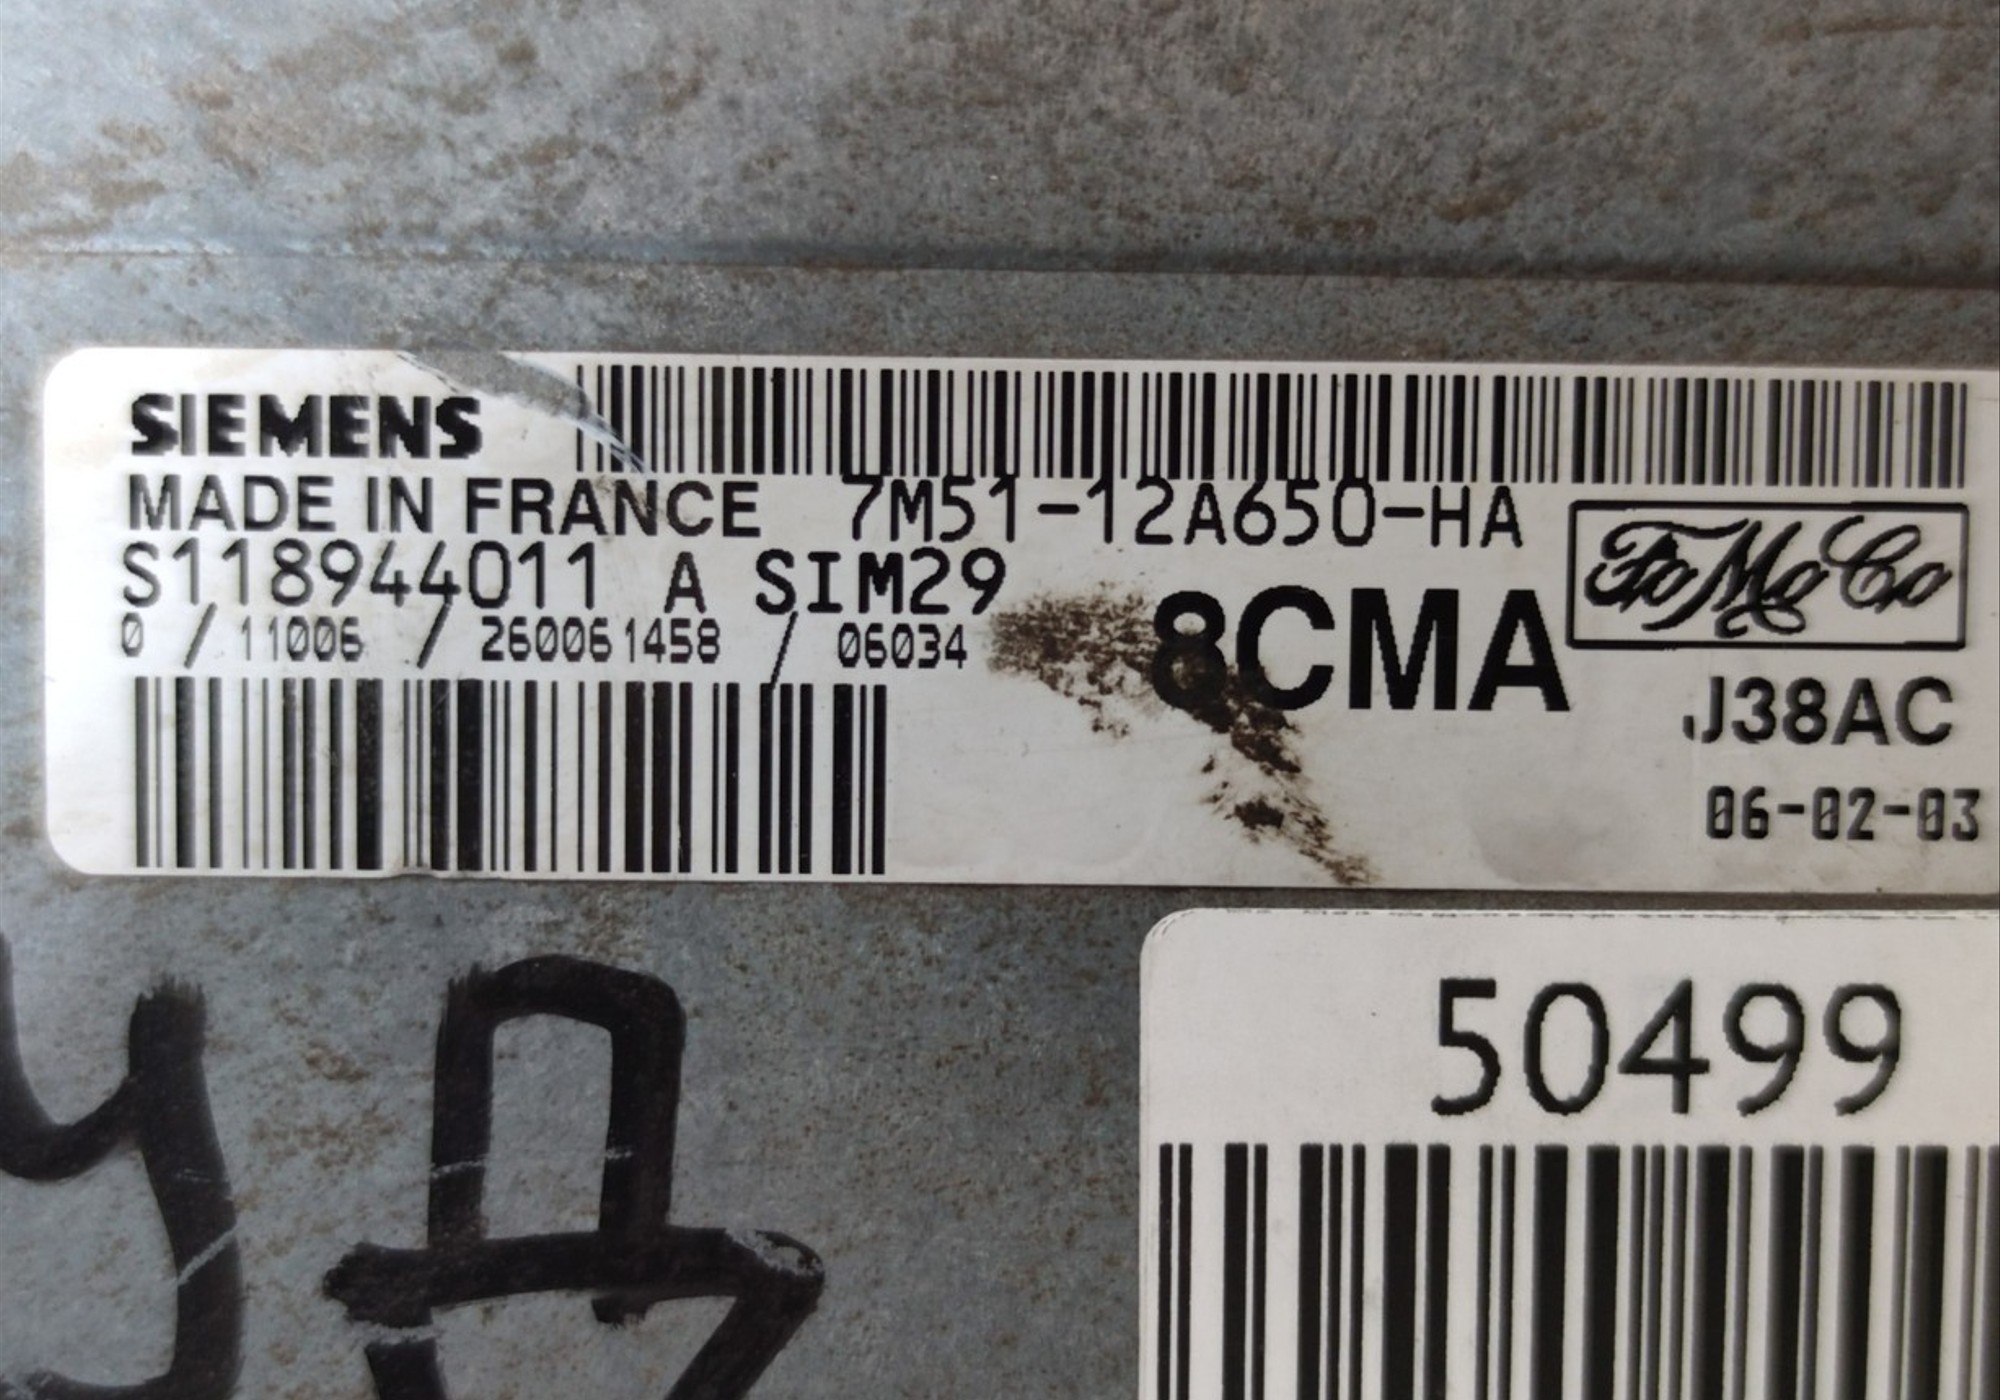 SIEMENS
MADE IN FRANCE 7M51-12A650-HA
S118944011 A SIM29
FoMoCo
0 / 11006 / 260061458 / 06034
8CMA
J38AC
06-02-03
50499